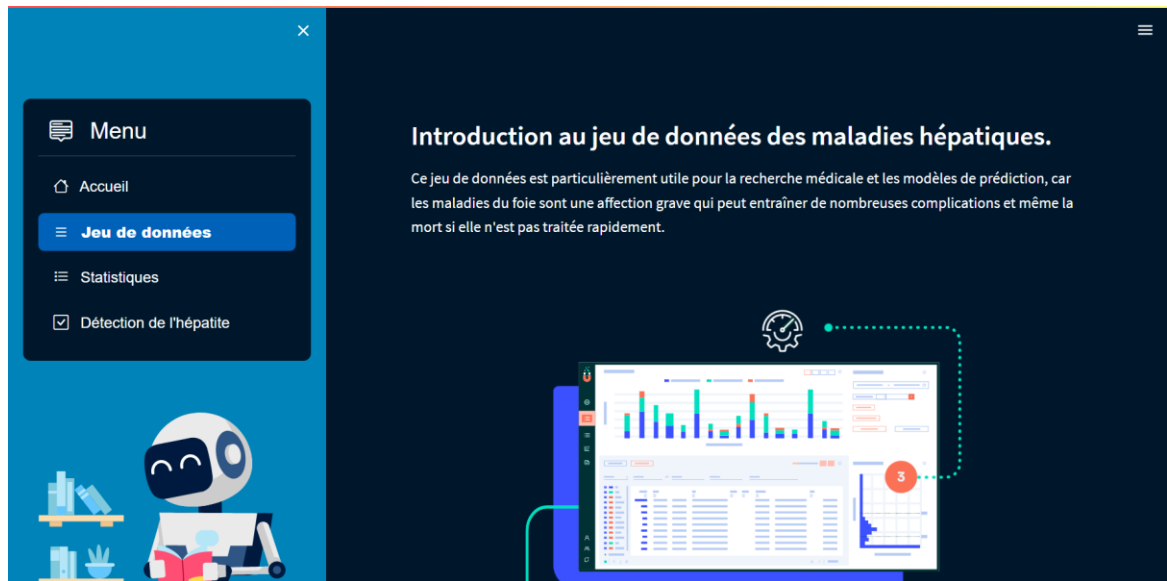 Menu
Accueil
Jeu de données
Statistiques
Détection de l'hépatite
Introduction au jeu de données des maladies hépatiques.
Ce jeu de données est particulièrement utile pour la recherche médicale et les modèles de prédiction, car
les maladies du foie sont une affection grave qui peut entraîner de nombreuses complications et même la
mort si elle n'est pas traitée rapidement.
3